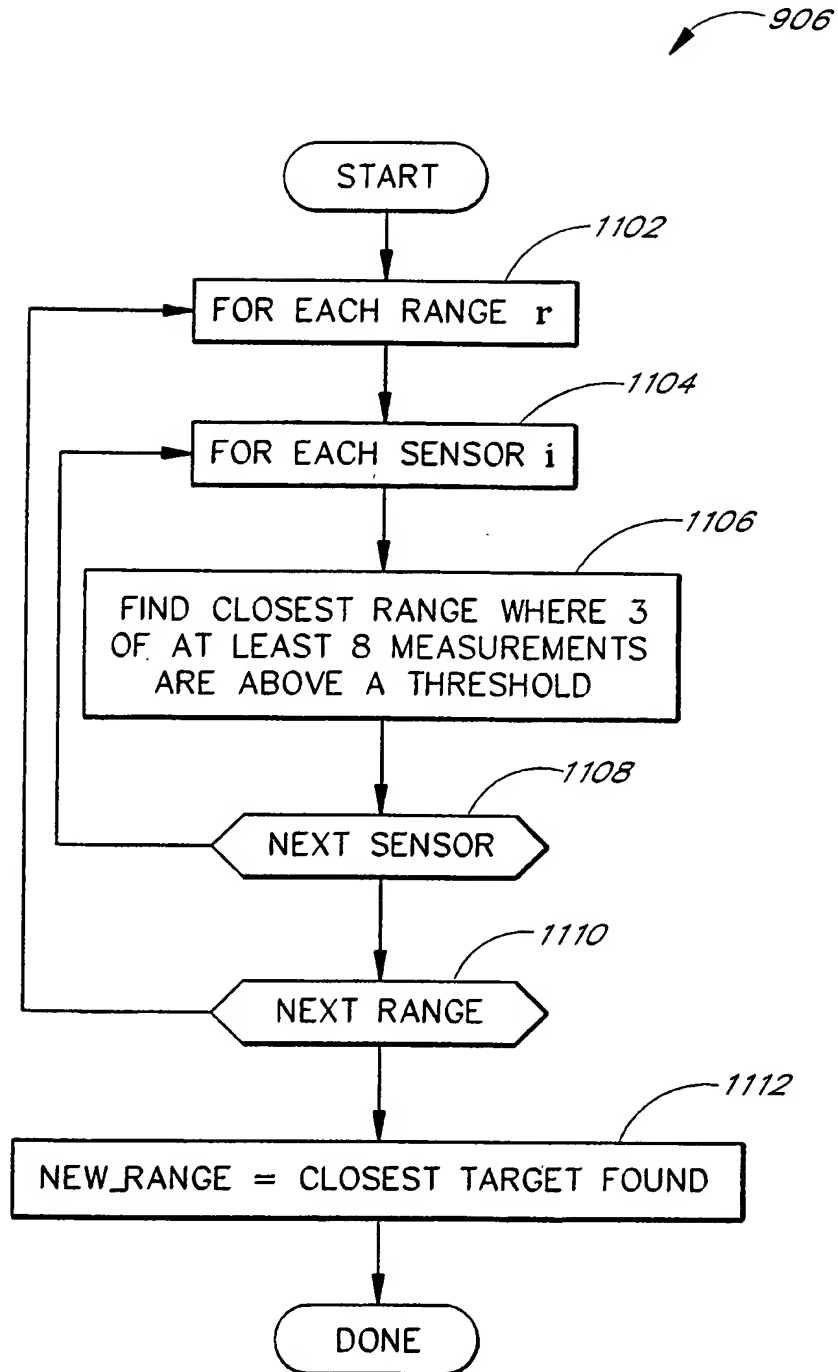 906
START
1102
FOR EACH RANGE r
1104
FOR EACH SENSOR i
1106
FIND CLOSEST RANGE WHERE 3
OF AT LEAST 8 MEASUREMENTS
ARE ABOVE A THRESHOLD
1108
NEXT SENSOR
1110
NEXT RANGE
1112
NEW_RANGE = CLOSEST TARGET FOUND
DONE